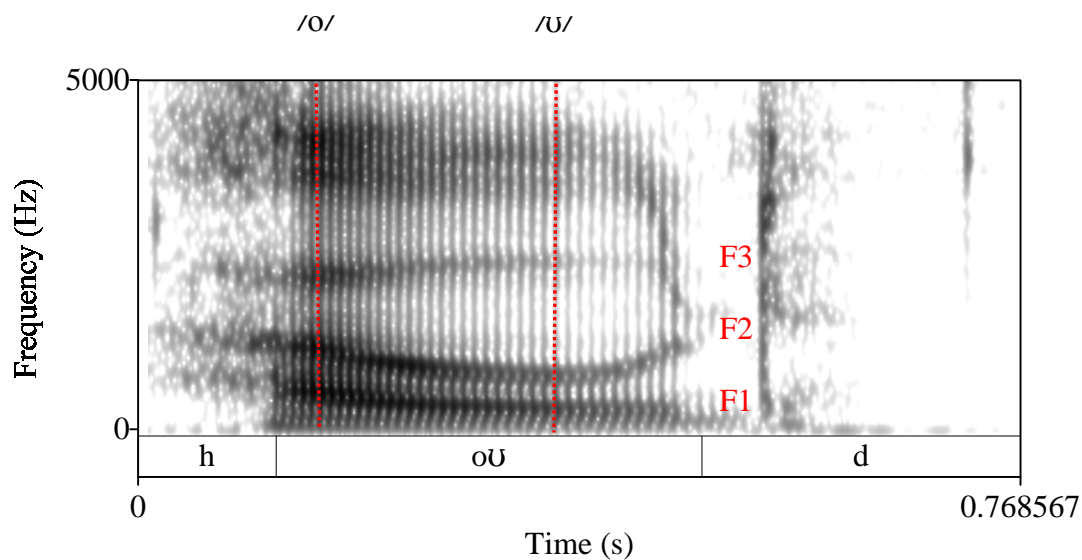 /o/ /ʊ/
5000
Frequency (Hz)
F3
F2
F1
0
h oʊ d
0 0.768567
Time (s)